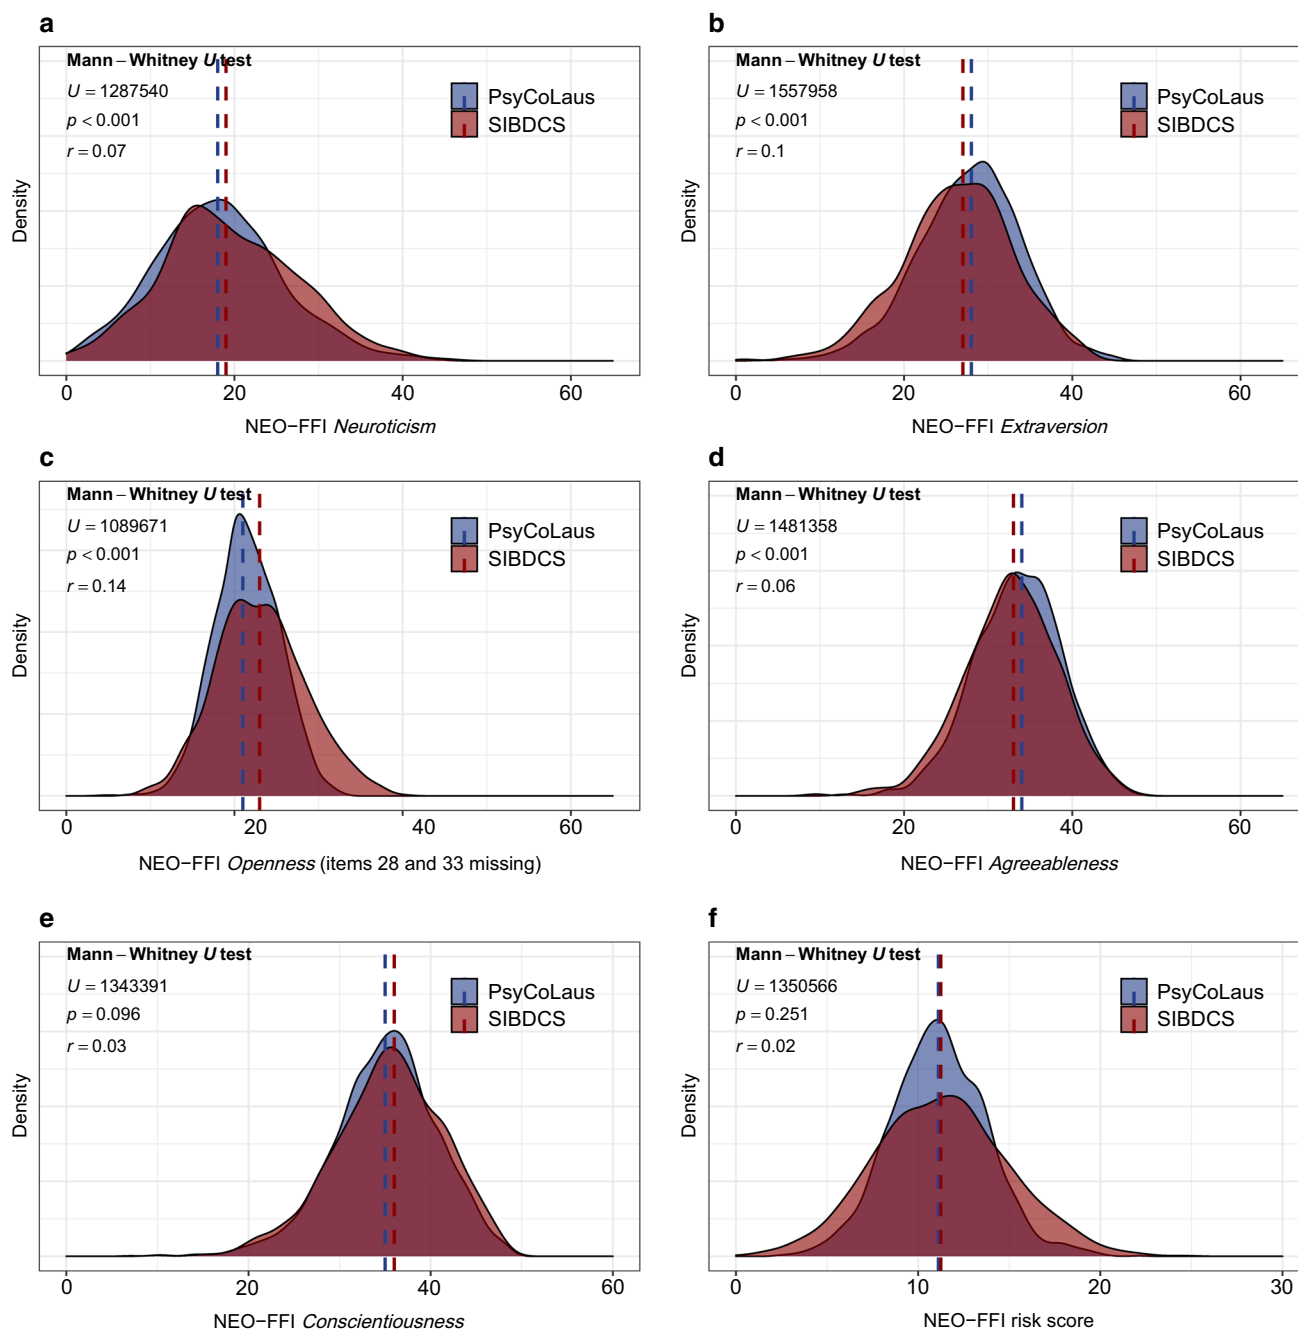 a
Mann – Whitney U test
U = 1287540
p < 0.001
r = 0.07
PsyCoLaus
SIBDCS
Density
0 20 40 60
NEO−FFI Neuroticism
b
Mann – Whitney U test
U = 1557958
p < 0.001
r = 0.1
PsyCoLaus
SIBDCS
Density
0 20 40 60
NEO−FFI Extraversion
c
Mann – Whitney U test
U = 1089671
p < 0.001
r = 0.14
PsyCoLaus
SIBDCS
Density
0 20 40 60
NEO−FFI Openness (items 28 and 33 missing)
d
Mann – Whitney U test
U = 1481358
p < 0.001
r = 0.06
PsyCoLaus
SIBDCS
Density
0 20 40 60
NEO−FFI Agreeableness
e
Mann – Whitney U test
U = 1343391
p = 0.096
r = 0.03
PsyCoLaus
SIBDCS
Density
0 20 40 60
NEO−FFI Conscientiousness
f
Mann – Whitney U test
U = 1350566
p = 0.251
r = 0.02
PsyCoLaus
SIBDCS
Density
0 10 20 30
NEO−FFI risk score